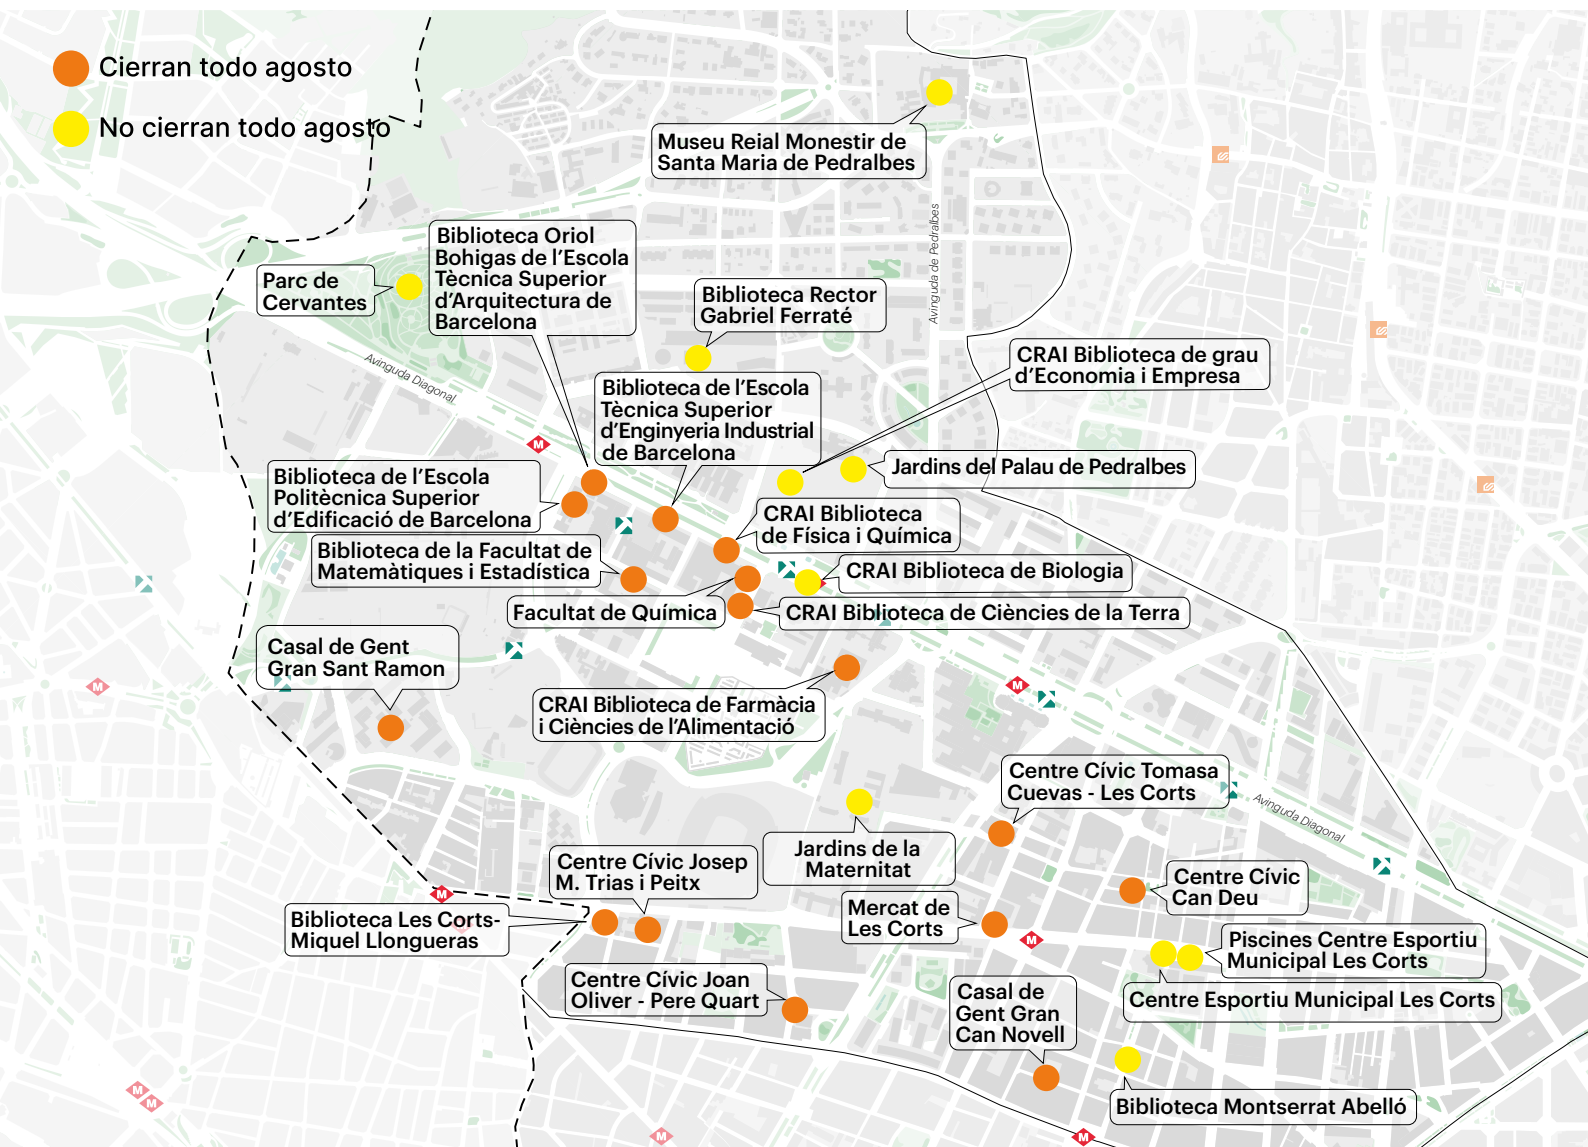 Cierran todo agosto
No cierran todo agosto
Museu Reial Monestir de
Santa Maria de Pedralbes
Avinguda de Pedralbes
Biblioteca Oriol
Bohigas de l'Escola
Tècnica Superior
d'Arquitectura de
Barcelona
Parc de
Cervantes
Biblioteca Rector
Gabriel Ferraté
Avinguda Diagonal
CRAI Biblioteca de grau
d'Economia i Empresa
Biblioteca de l'Escola
Tècnica Superior
d'Enginyeria Industrial
de Barcelona
M
Jardins del Palau de Pedralbes
Biblioteca de l'Escola
Politècnica Superior
d'Edificació de Barcelona
CRAI Biblioteca
de Física i Química
Biblioteca de la Facultat de
Matemàtiques i Estadística
CRAI Biblioteca de Biologia
Facultat de Química
CRAI Biblioteca de Ciències de la Terra
Casal de Gent
Gran Sant Ramon
M
M
CRAI Biblioteca de Farmàcia
i Ciències de l'Alimentació
Centre Cívic Tomasa
Cuevas - Les Corts
Avinguda Diagonal
Jardins de la
Maternitat
Centre Cívic Josep
M. Trias i Peitx
Centre Cívic
Can Deu
M
Mercat de
Les Corts
Biblioteca Les Corts-
Miquel Llongueras
M
Piscines Centre Esportiu
Municipal Les Corts
Centre Cívic Joan
Oliver - Pere Quart
Casal de
Gent Gran
Can Novell
Centre Esportiu Municipal Les Corts
Biblioteca Montserrat Abelló
M
M
M
M